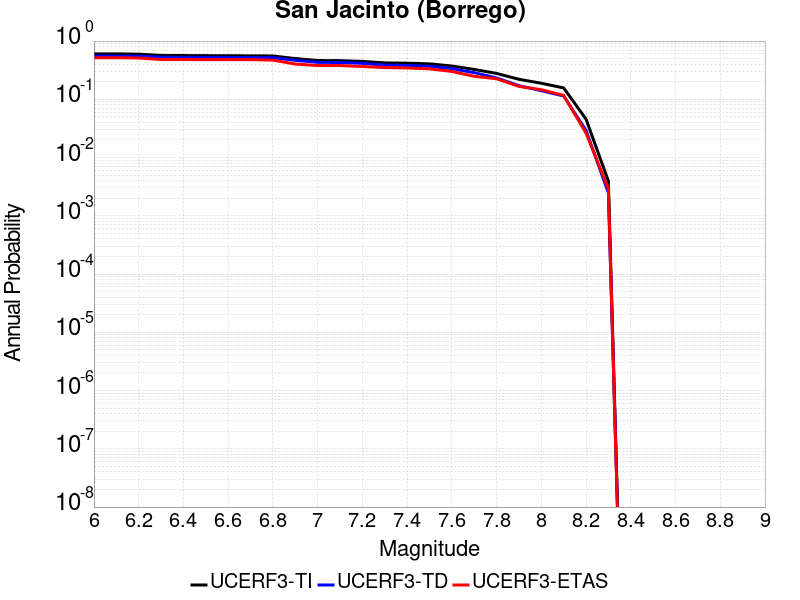 San Jacinto (Borrego)
10^0
10^-1
10^-2
10^-3
10^-4
10^-5
10^-6
10^-7
10^-8
Annual Probability
6 6.2 6.4 6.6 6.8 7 7.2 7.4 7.6 7.8 8 8.2 8.4 8.6 8.8 9
Magnitude
UCERF3-TI UCERF3-TD UCERF3-ETAS